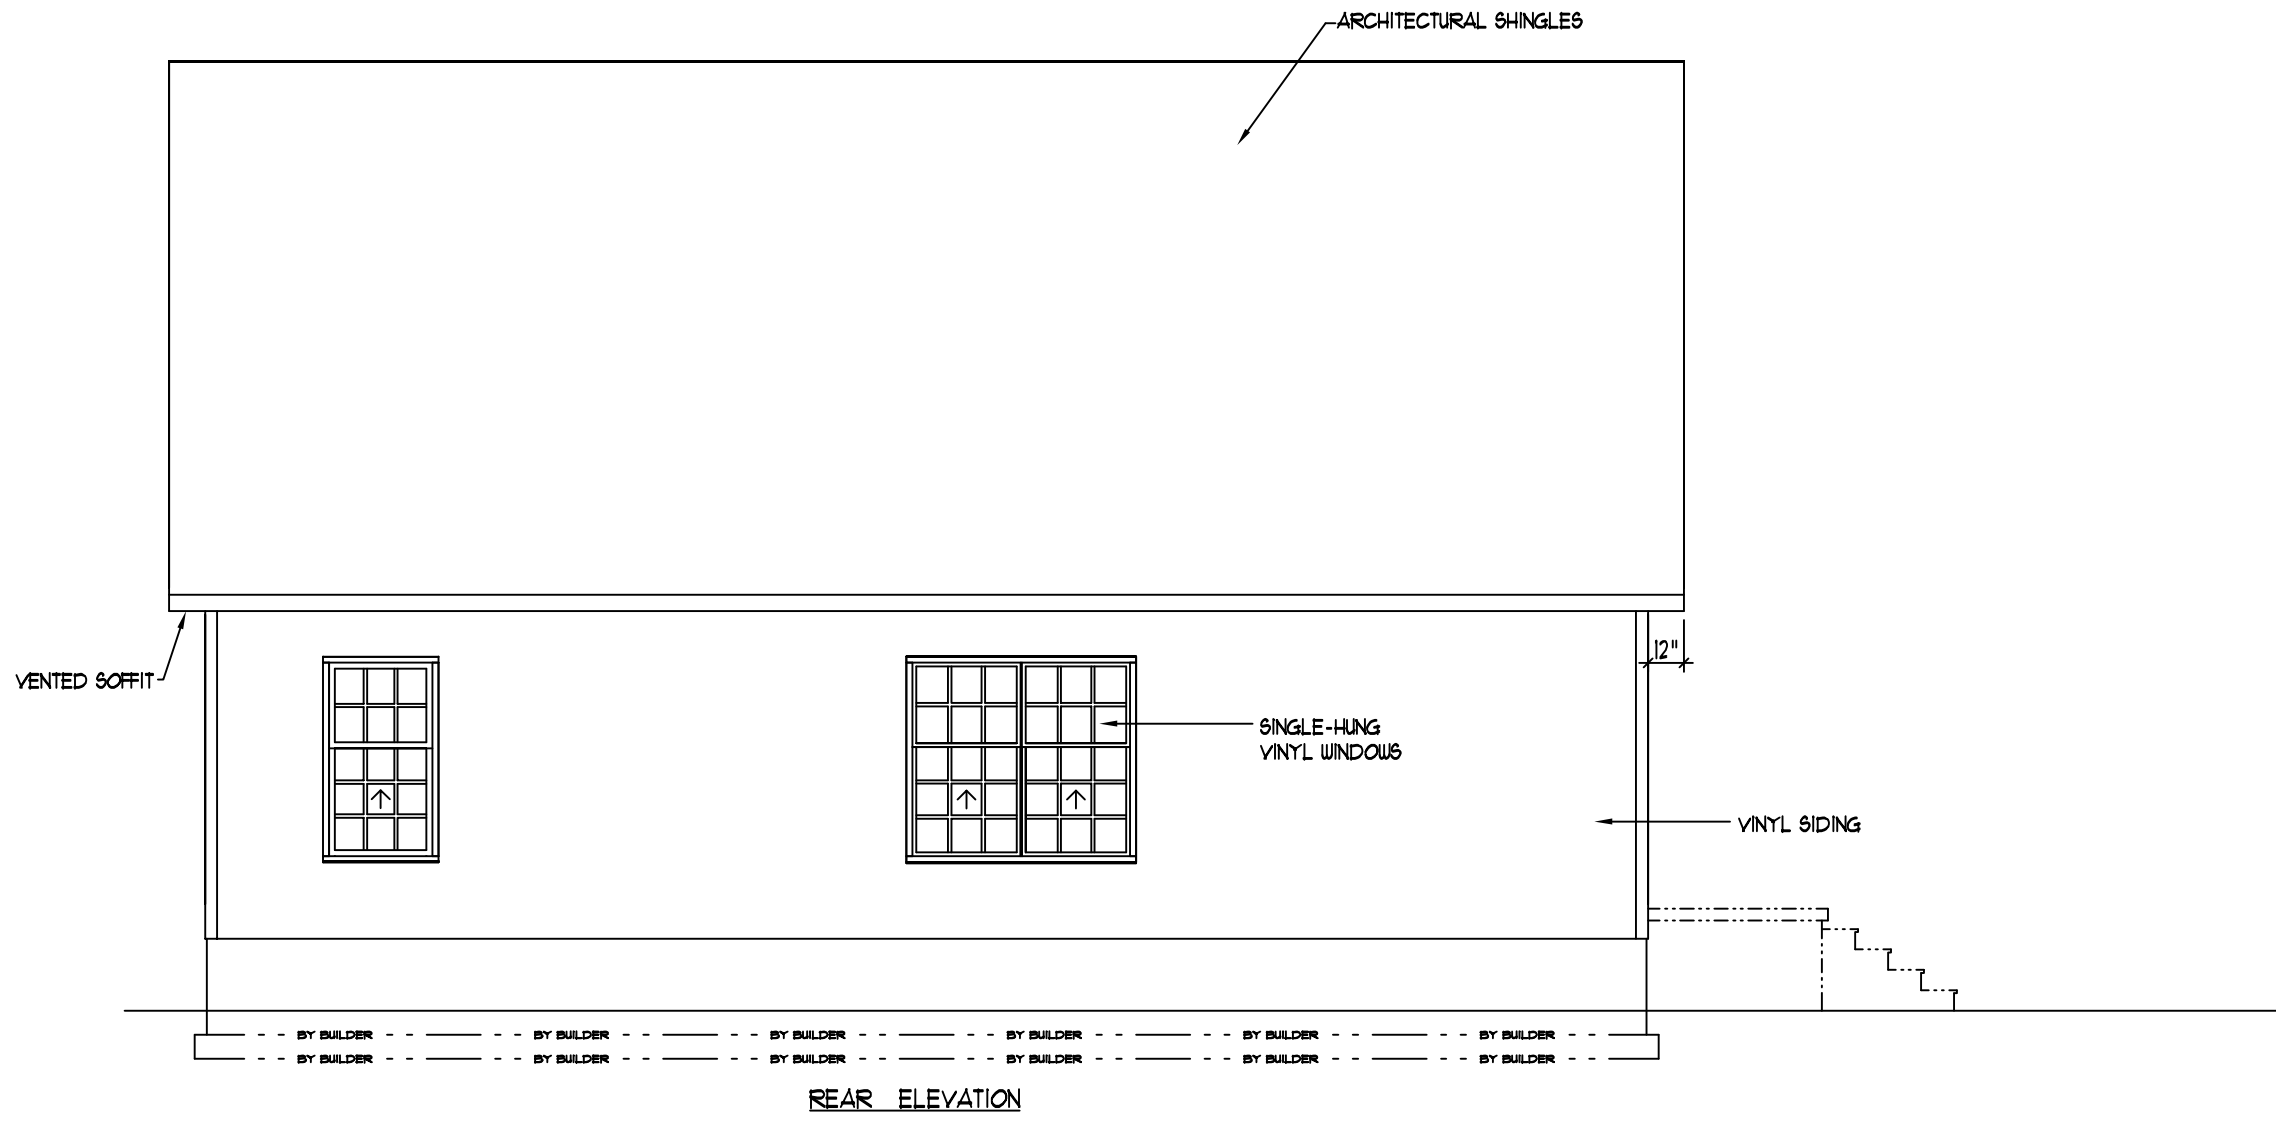 ARCHITECTURAL SHINGLES
12"
VENTED SOFFIT
SINGLE-HUNG
VINYL WINDOWS
VINYL SIDING
BY BUILDER BY BUILDER BY BUILDER BY BUILDER BY BUILDER BY BUILDER
BY BUILDER BY BUILDER BY BUILDER BY BUILDER BY BUILDER BY BUILDER
REAR ELEVATION